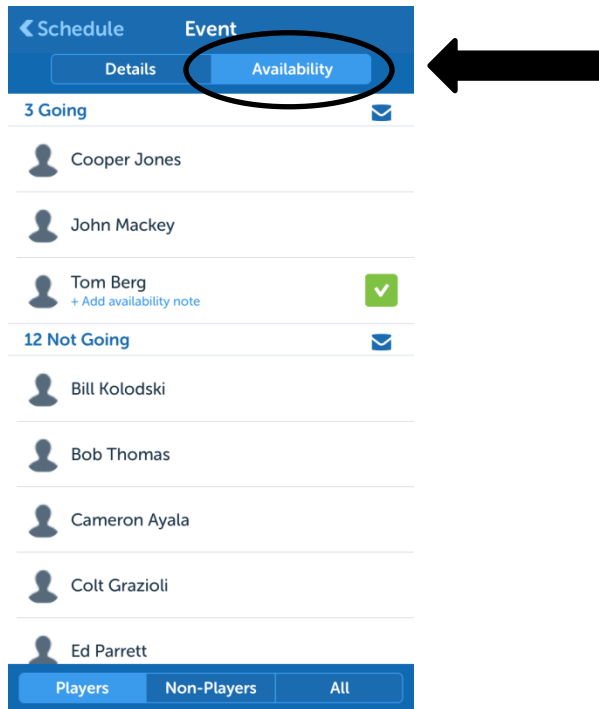 Schedule Event
Details Availability
3 Going
Cooper Jones
John Mackey
Tom Berg
+ Add availability note
12 Not Going
Bill Kolodski
Bob Thomas
Cameron Ayala
Colt Grazioli
Ed Parrett
Players Non-Players All